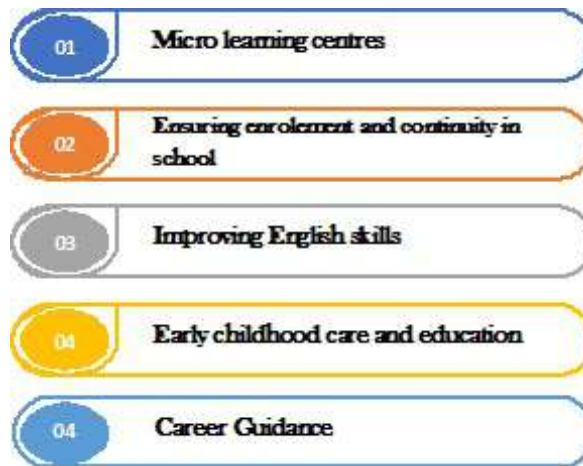 01
Micro learning centres
02
Ensuring enrolement and continuity in
school
03
Improving English skills
04
Early childhood care and education
04
Career Guidance